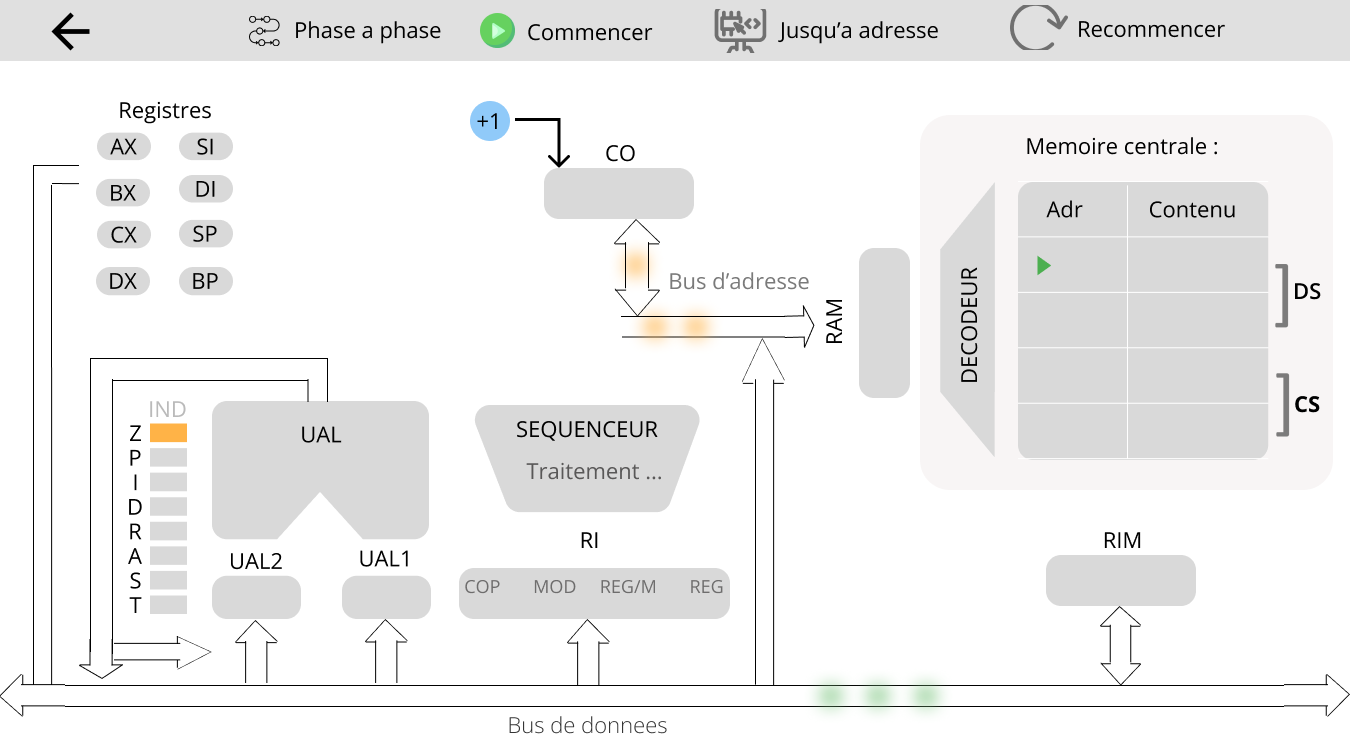 Phase a phase
Commencer
Jusqu’a adresse
Recommencer
Registres
AX SI
BX DI
CX SP
DX BP
+1
CO
Bus d’adresse
RAM
DECODEUR
Memoire centrale :
Adr Contenu
DS
CS
IND
Z
P
I
D
R
A
S
T
UAL
UAL2
UAL1
SEQUENCEUR
Traitement ...
RI
COP MOD REG/M REG
RIM
Bus de donnees